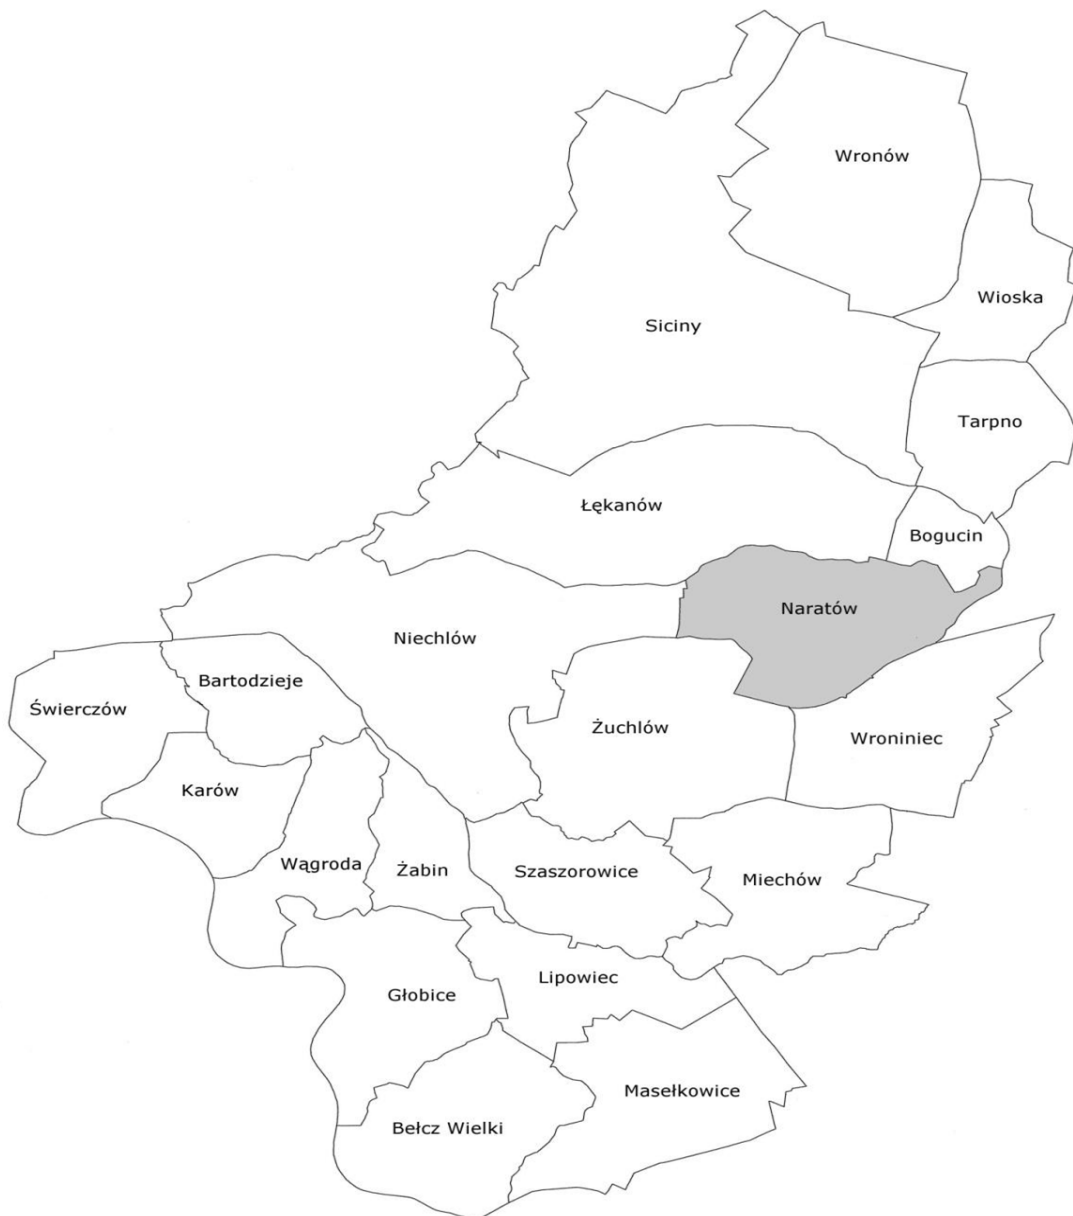 Wronów
Wioska
Siciny
Tarpno
Łękanów
Bogucin
Naratów
Niechlów
Bartodzieje
Świerczów
Żuchlów
Wroniniec
Karów
Wągroda
Żabin
Szaszorowice
Miechów
Lipowiec
Głobice
Masełkowice
Bełcz Wielki